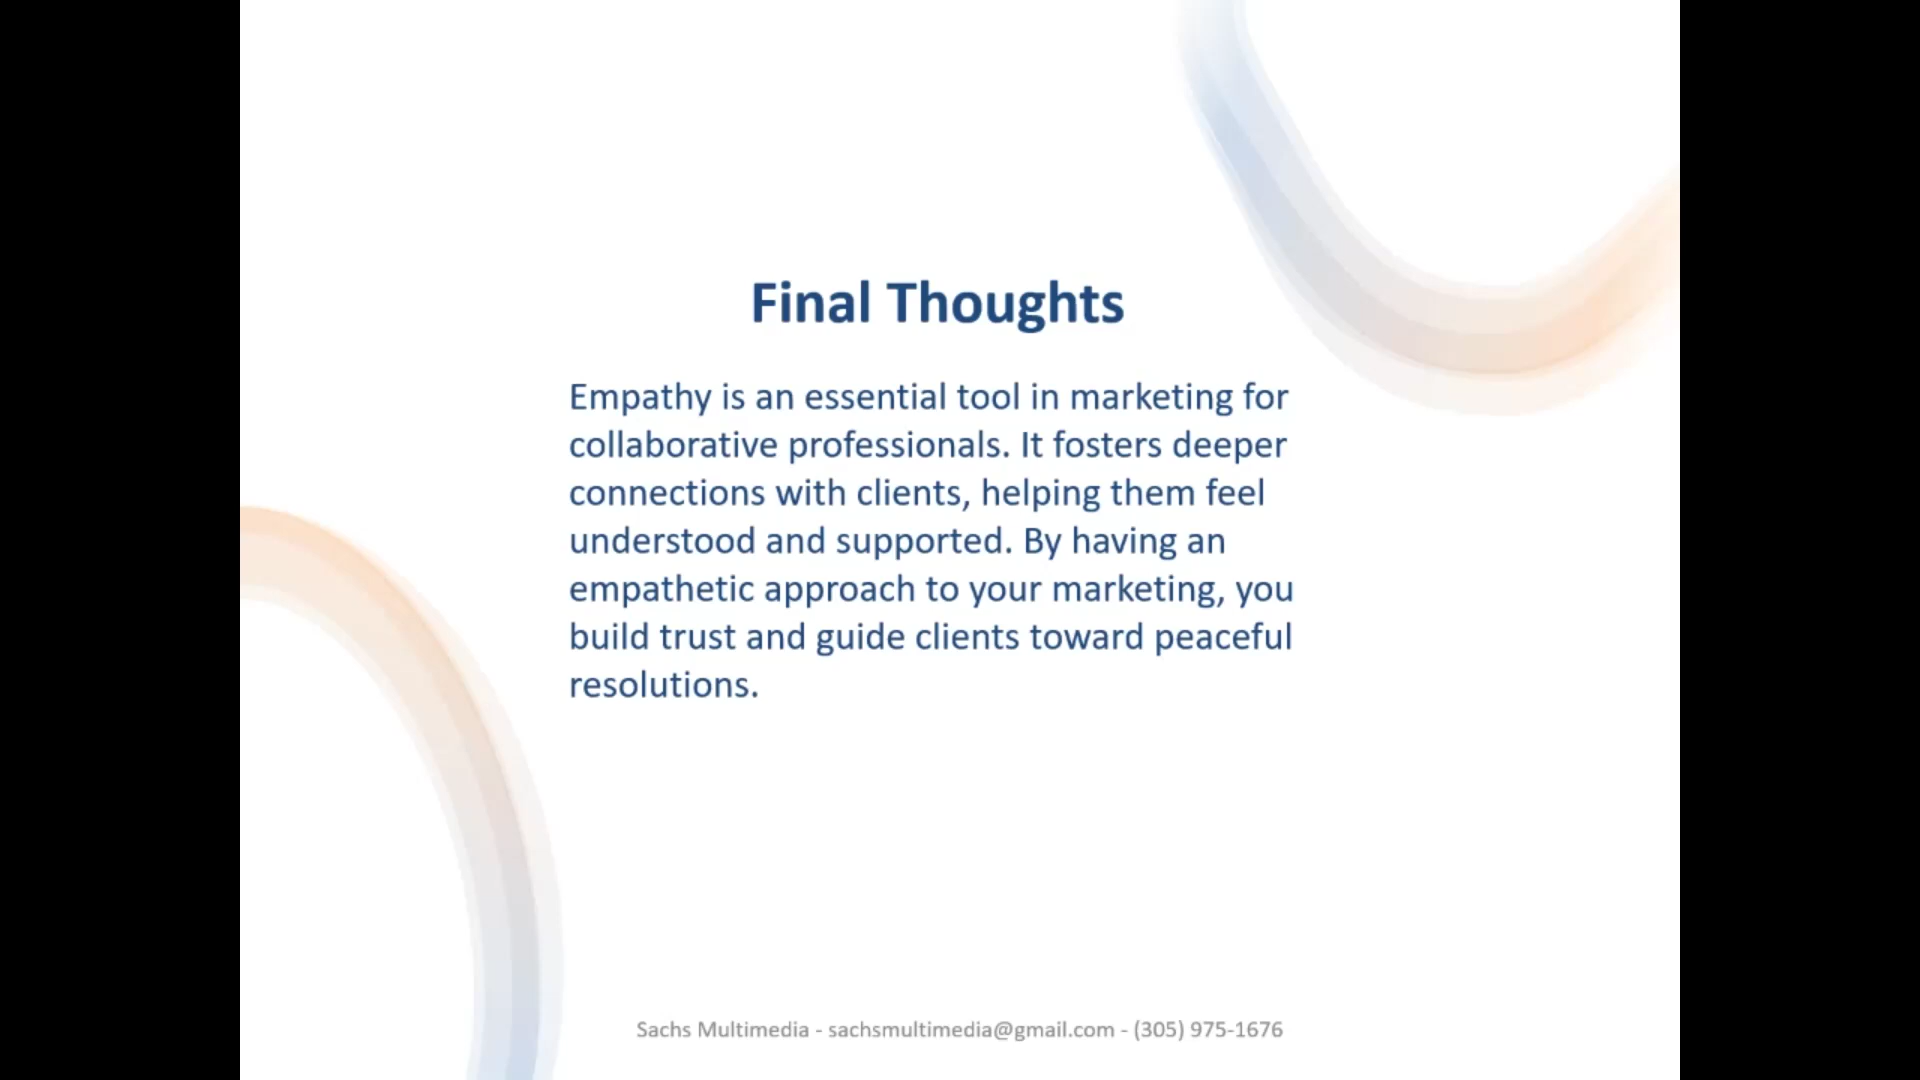 Final Thoughts
Empathy is an essential tool in marketing for
collaborative professionals. It fosters deeper
connections with clients, helping them feel
understood and supported. By having an
empathetic approach to your marketing, you
build trust and guide clients toward peaceful
resolutions.
Sachs Multimedia - sachsmultimedia@gmail.com - (305) 975-1676